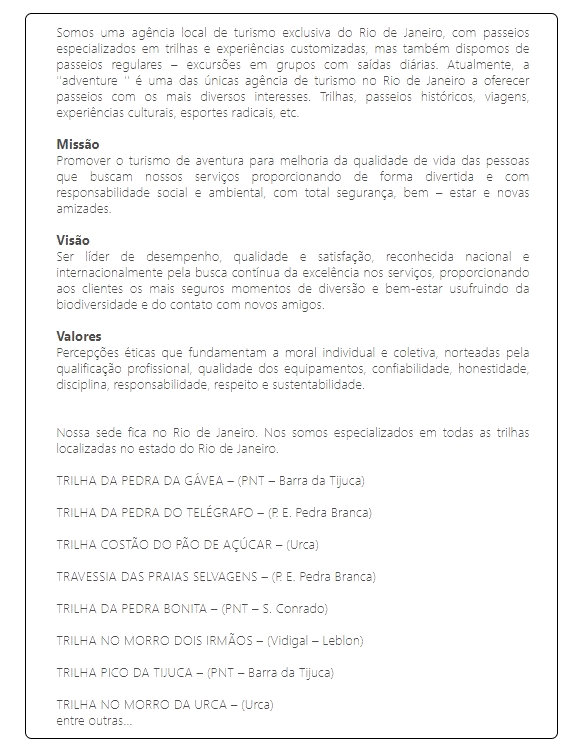 Somos uma agência local de turismo exclusiva do Rio de Janeiro, com passeios
especializados em trilhas e experiências customizadas, mas também dispomos de
passeios regulares – excursões em grupos com saídas diárias. Atualmente, a
"adventure " é uma das únicas agência de turismo no Rio de Janeiro a oferecer
passeios com os mais diversos interesses. Trilhas, passeios históricos, viagens,
experiências culturais, esportes radicais, etc.
Missão
Promover o turismo de aventura para melhoria da qualidade de vida das pessoas
que buscam nossos serviços proporcionando de forma divertida e com
responsabilidade social e ambiental, com total segurança, bem – estar e novas
amizades.
Visão
Ser líder de desempenho, qualidade e satisfação, reconhecida nacional e
internacionalmente pela busca contínua da excelência nos serviços, proporcionando
aos clientes os mais seguros momentos de diversão e bem-estar usufruindo da
biodiversidade e do contato com novos amigos.
Valores
Percepções éticas que fundamentam a moral individual e coletiva, norteadas pela
qualificação profissional, qualidade dos equipamentos, confiabilidade, honestidade,
disciplina, responsabilidade, respeito e sustentabilidade.
Nossa sede fica no Rio de Janeiro. Nos somos especializados em todas as trilhas
localizadas no estado do Rio de Janeiro.
TRILHA DA PEDRA DA GÁVEA – (PNT – Barra da Tijuca)
TRILHA DA PEDRA DO TELÉGRAFO – (P. E. Pedra Branca)
TRILHA COSTÃO DO PÃO DE AÇÚCAR – (Urca)
TRAVESSIA DAS PRAIAS SELVAGENS – (P. E. Pedra Branca)
TRILHA DA PEDRA BONITA – (PNT – S. Conrado)
TRILHA NO MORRO DOIS IRMÃOS – (Vidigal – Leblon)
TRILHA PICO DA TIJUCA – (PNT – Barra da Tijuca)
TRILHA NO MORRO DA URCA – (Urca)
entre outras...